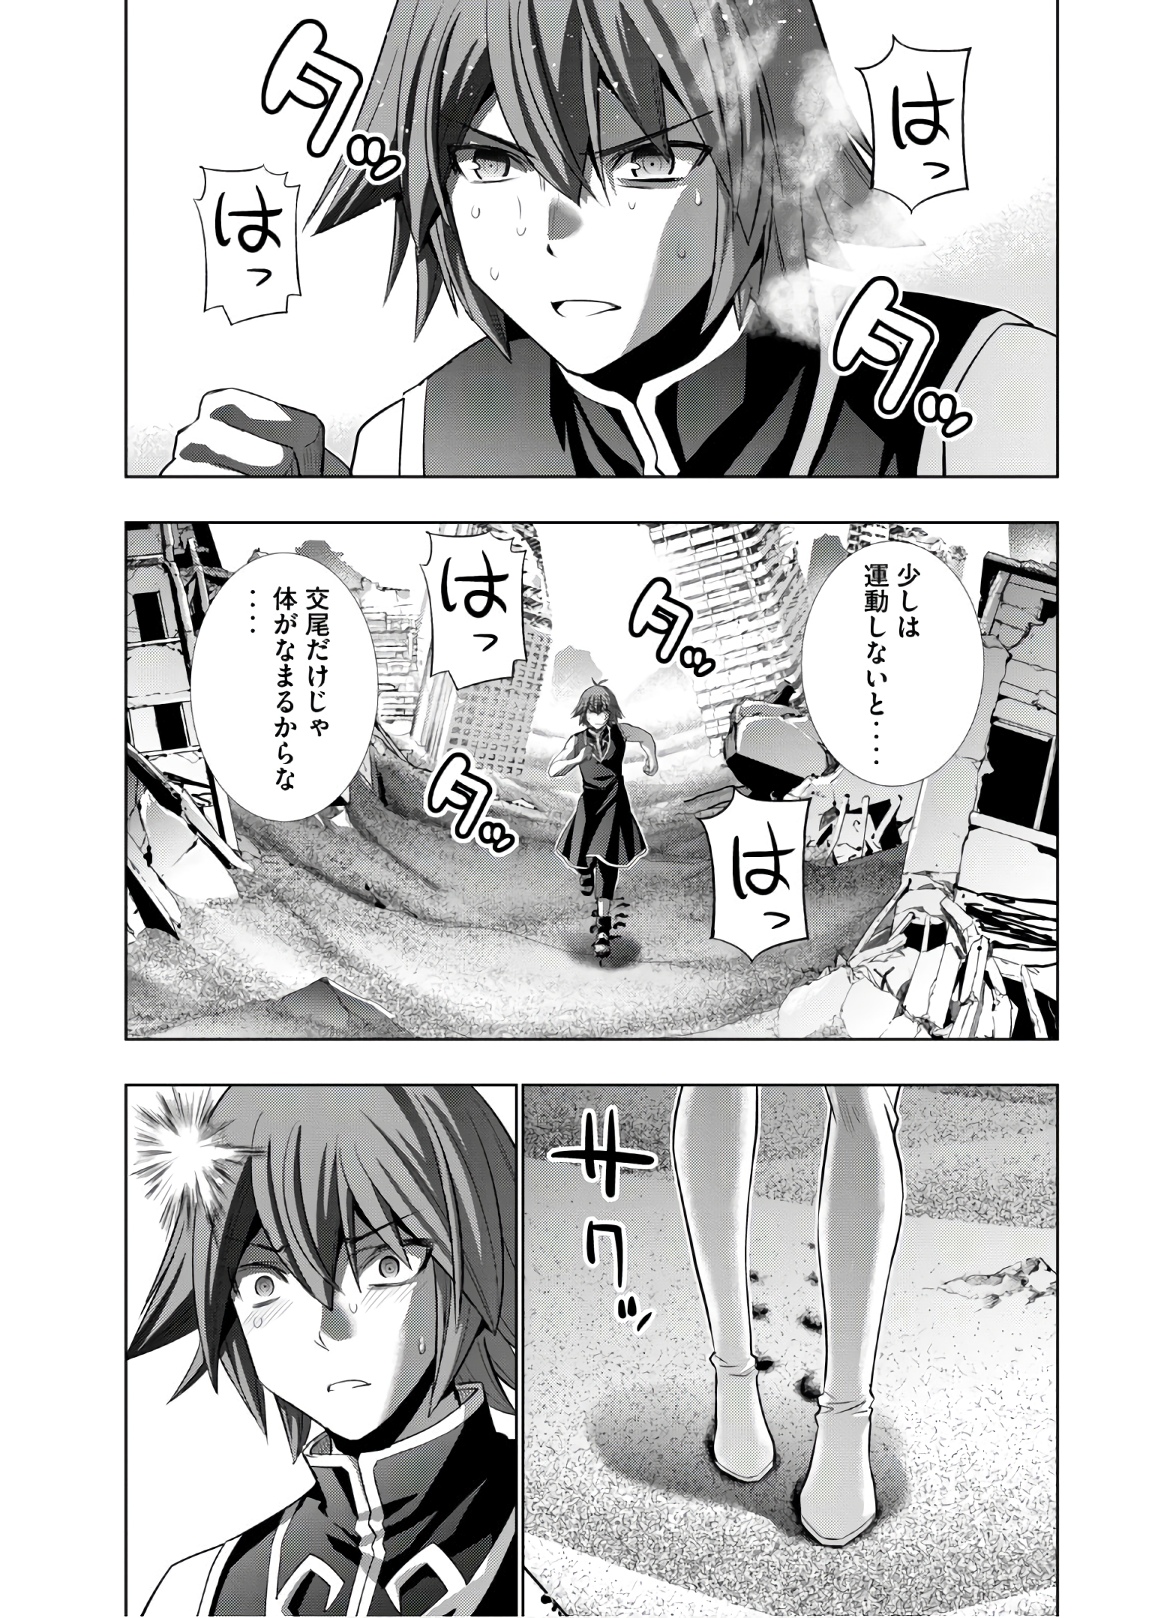 はっ
タッ
はっ
タッ
少しは
運動しないと‥‥
タッ
はっ
はっ
タッ
交尾だけじゃ
体がなまるからな
‥‥
ザクッ